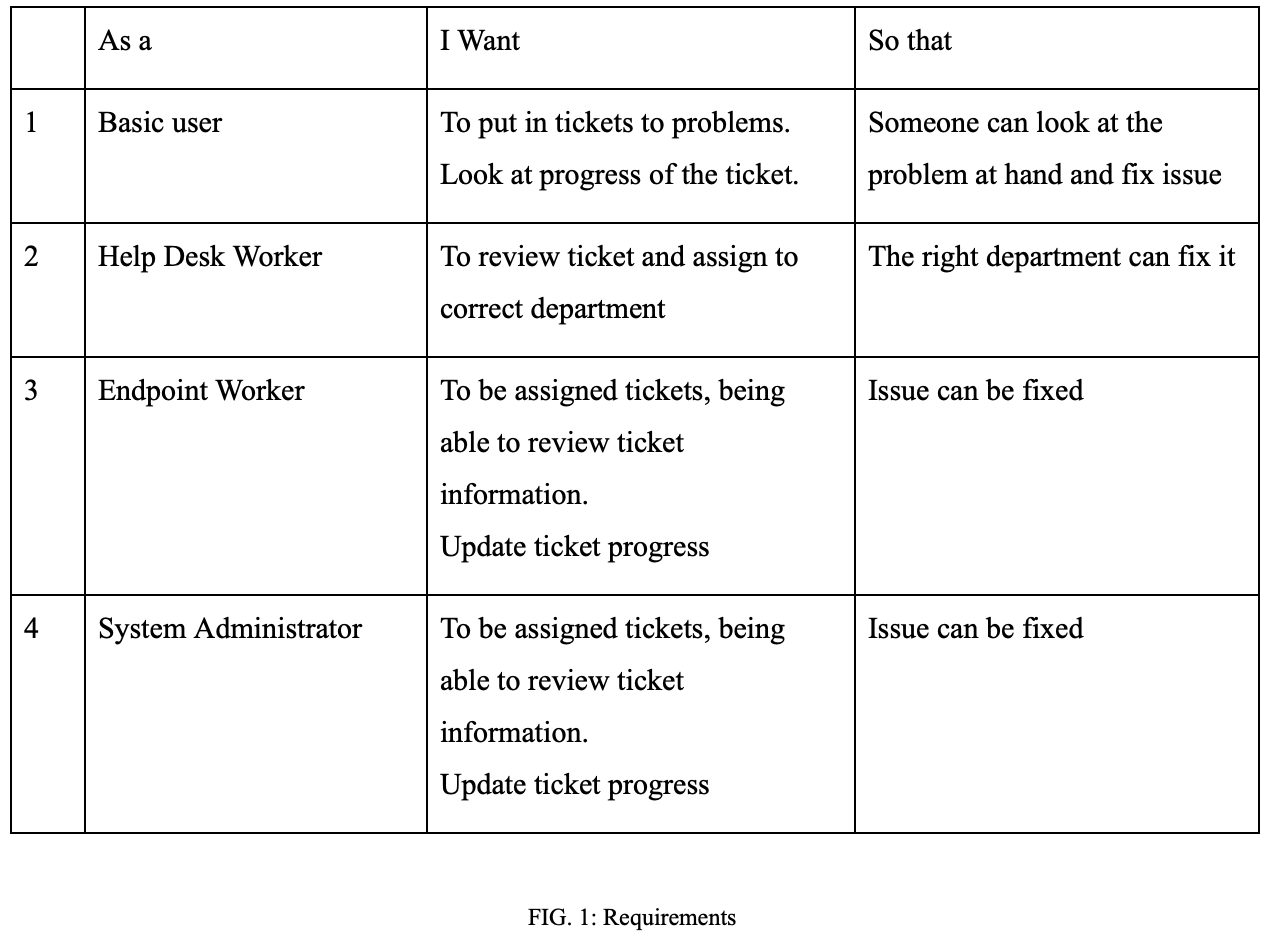 As a I Want So that
1 Basic user To put in tickets to problems. Someone can look at the
Look at progress of the ticket. problem at hand and fix issue
2 Help Desk Worker To review ticket and assign to The right department can fix it
correct department
3 Endpoint Worker To be assigned tickets, being Issue can be fixed
able to review ticket
information.
Update ticket progress
4 System Administrator To be assigned tickets, being Issue can be fixed
able to review ticket
information.
Update ticket progress
FIG. 1: Requirements